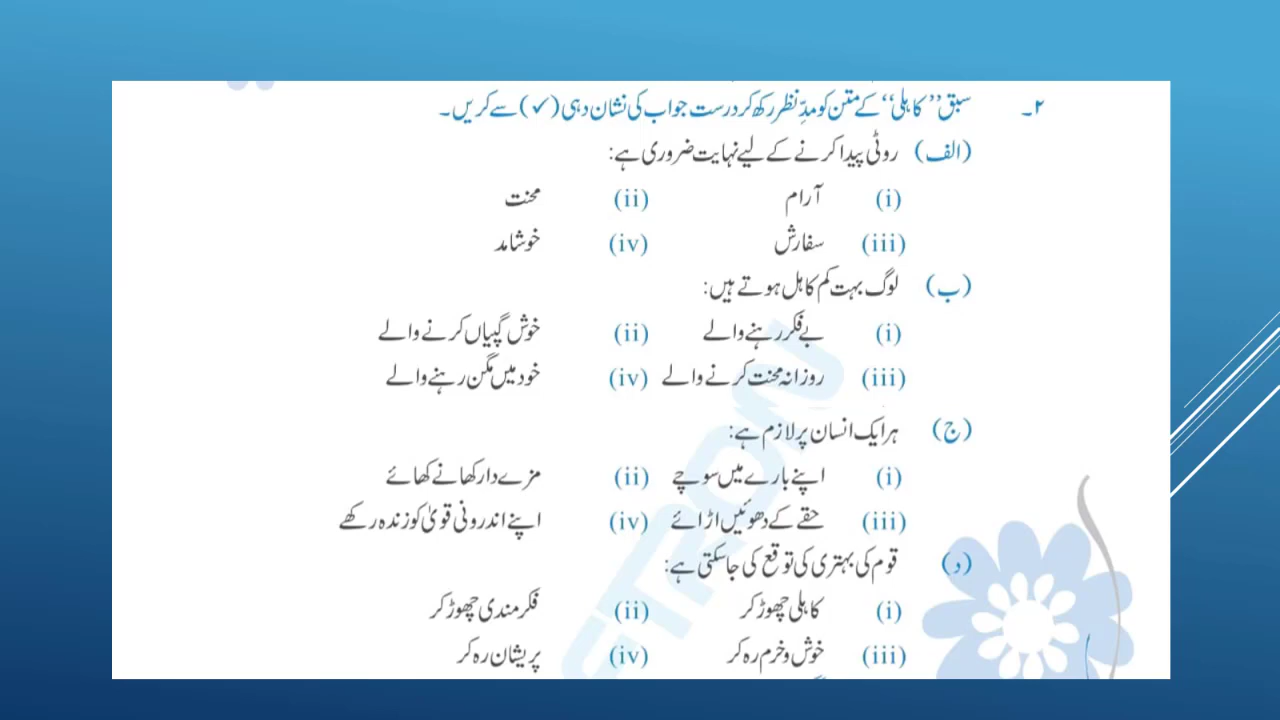 ۲۔ سبق ”کاہلی“ کے متن کو مدِّ نظر رکھ کر درست جواب کی نشان دہی (✓) سے کریں۔
(الف) روٹی پیدا کرنے کے لیے نہایت ضروری ہے:
(i) آرام (ii) محنت
(iii) سفارش (iv) خوشامد
(ب) لوگ بہت کم کاہل ہوتے ہیں:
(i) بے فکر رہنے والے (ii) خوش گپیاں کرنے والے
(iii) روزانہ محنت کرنے والے (iv) خود میں مگن رہنے والے
(ج) ہر ایک انسان پر لازم ہے:
(i) اپنے بارے میں سوچے (ii) مزے دار کھانے کھائے
(iii) حقے کے دھوئیں اڑائے (iv) اپنے اندرونی قویٰ کو زندہ رکھے
(د) قوم کی بہتری کی توقع کی جا سکتی ہے:
(i) کاہلی چھوڑ کر (ii) فکر مندی چھوڑ کر
(iii) خوش و خرم رہ کر (iv) پریشان رہ کر